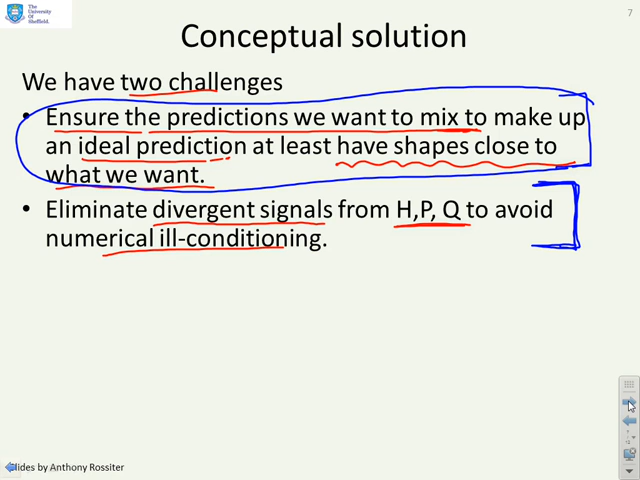 The
University
Of
Sheffield.
7
Conceptual solution
We have two challenges
• Ensure the predictions we want to mix to make up
an ideal prediction at least have shapes close to
what we want.
• Eliminate divergent signals from H,P, Q to avoid
numerical ill-conditioning.
lides by Anthony Rossiter